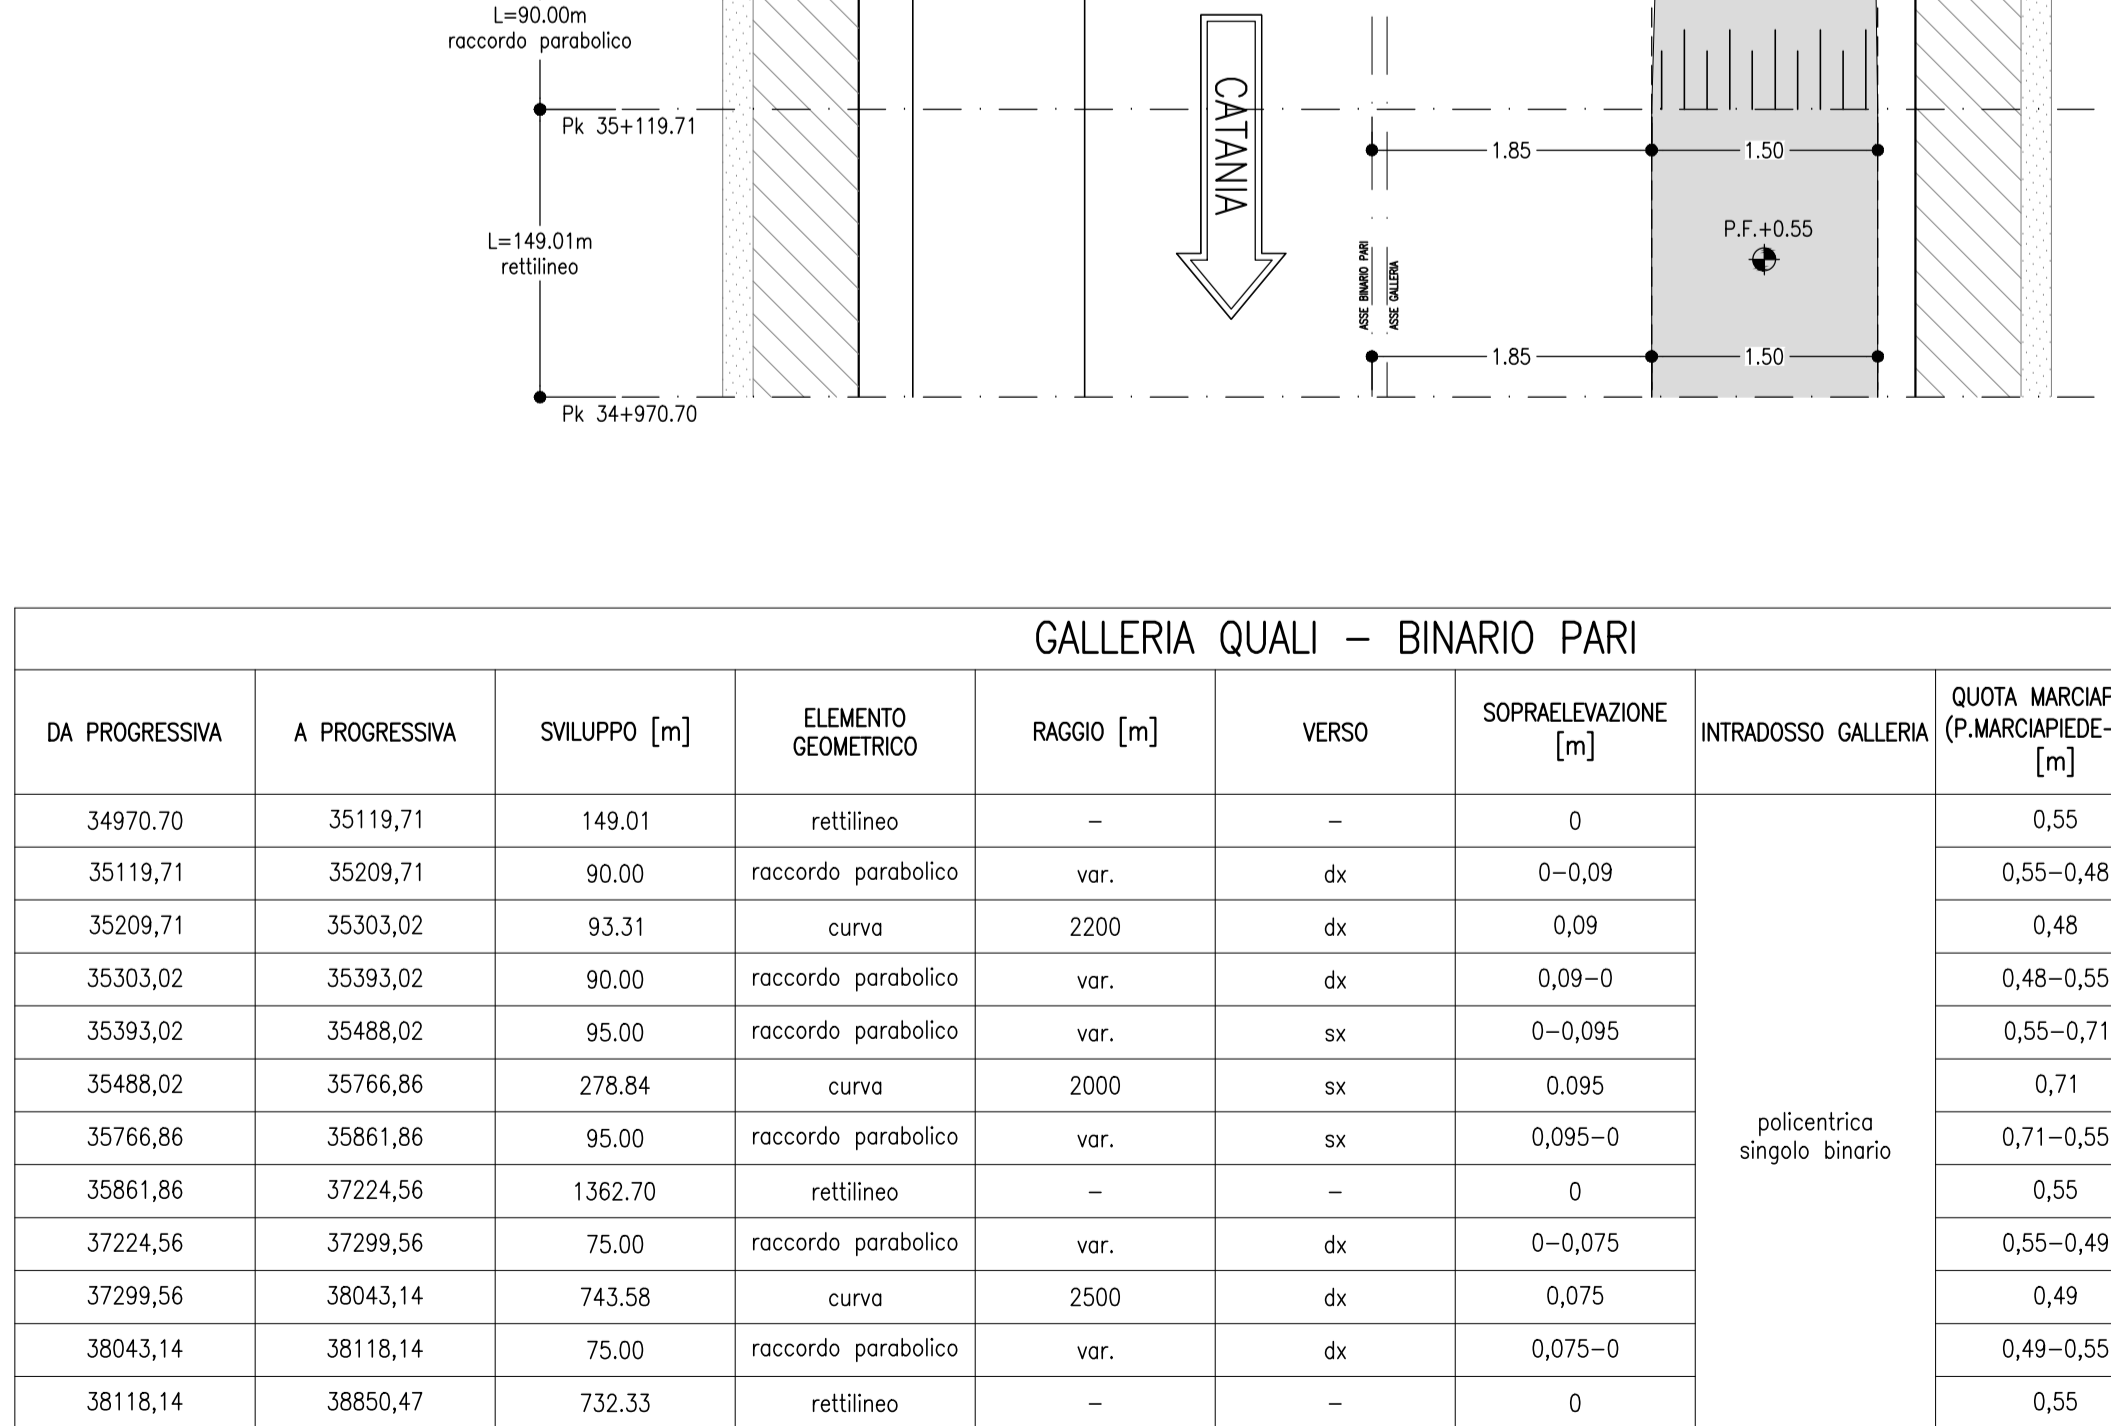 L=90.00m
raccordo parabolico
Pk 35+119.71
L=149.01m
rettilineo
Pk 34+970.70
CATANIA
ASSE BINARIO PARI
ASSE GALLERIA
1.85
1.50
P.F.+0.55
1.85
1.50
GALLERIA QUALI – BINARIO PARI
DA PROGRESSIVA A PROGRESSIVA SVILUPPO [m] ELEMENTO GEOMETRICO RAGGIO [m] VERSO SOPRAELEVAZIONE [m] INTRADOSSO GALLERIA QUOTA MARCIAP (P.MARCIAPIEDE- [m]
34970.70 35119,71 149.01 rettilineo – – 0 0,55
35119,71 35209,71 90.00 raccordo parabolico var. dx 0–0,09 0,55–0,48
35209,71 35303,02 93.31 curva 2200 dx 0,09 0,48
35303,02 35393,02 90.00 raccordo parabolico var. dx 0,09–0 0,48–0,55
35393,02 35488,02 95.00 raccordo parabolico var. sx 0–0,095 0,55–0,71
35488,02 35766,86 278.84 curva 2000 sx 0.095 0,71
35766,86 35861,86 95.00 raccordo parabolico var. sx 0,095–0 policentrica singolo binario 0,71–0,55
35861,86 37224,56 1362.70 rettilineo – – 0 0,55
37224,56 37299,56 75.00 raccordo parabolico var. dx 0–0,075 0,55–0,49
37299,56 38043,14 743.58 curva 2500 dx 0,075 0,49
38043,14 38118,14 75.00 raccordo parabolico var. dx 0,075–0 0,49–0,55
38118,14 38850,47 732.33 rettilineo – – 0 0,55